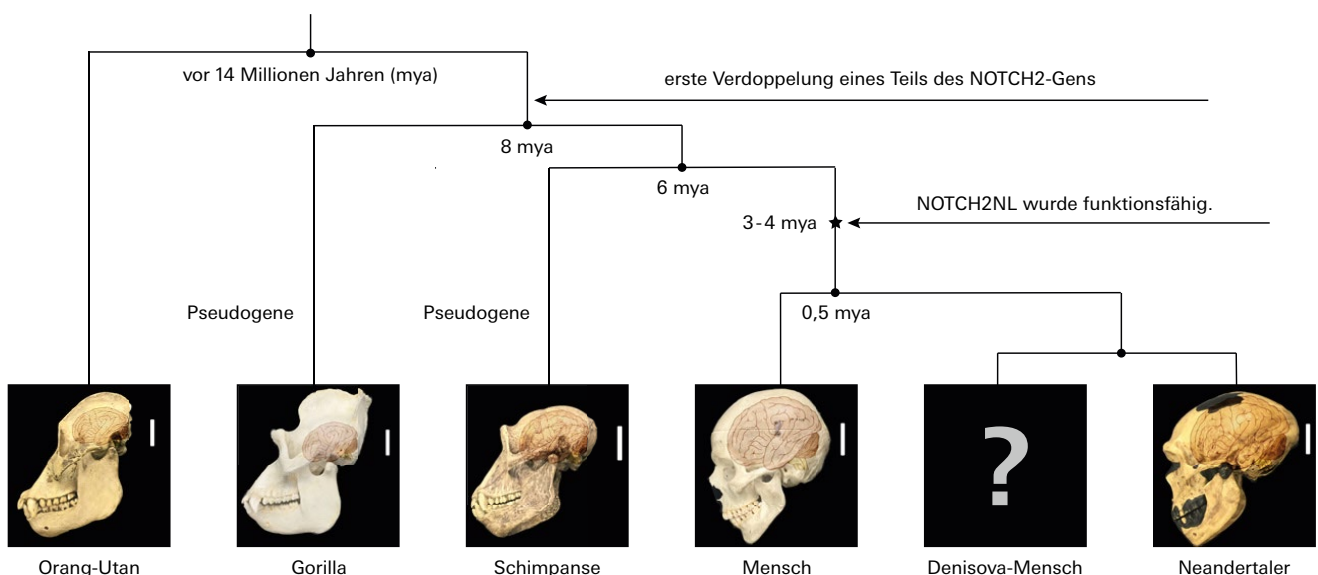 vor 14 Millionen Jahren (mya)
erste Verdoppelung eines Teils des NOTCH2-Gens
8 mya
6 mya
NOTCH2NL wurde funktionsfähig.
3-4 mya
Pseudogene
Pseudogene
0,5 mya
?
Orang-Utan
Gorilla
Schimpanse
Mensch
Denisova-Mensch
Neandertaler